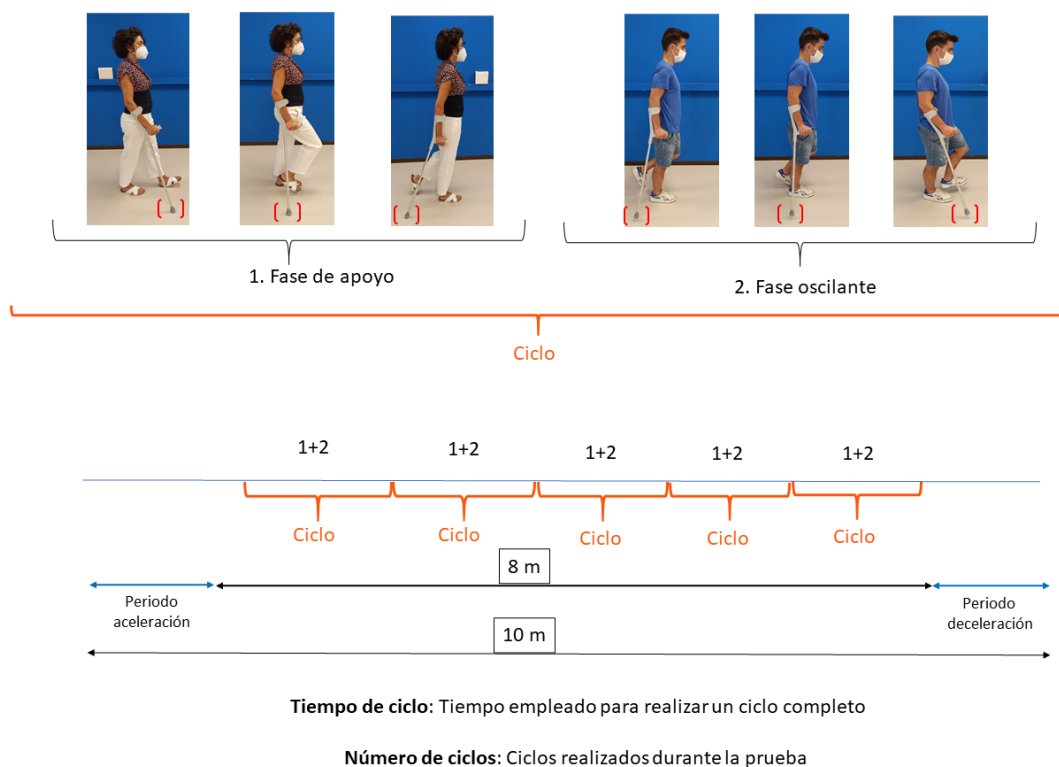 1. Fase de apoyo
2. Fase oscilante
Ciclo
1+2
1+2
1+2
1+2
1+2
Ciclo
Ciclo
Ciclo
Ciclo
Ciclo
8 m
Periodo
aceleración
Periodo
deceleración
10 m
Tiempo de ciclo: Tiempo empleado para realizar un ciclo completo
Número de ciclos: Ciclos realizados durante la prueba